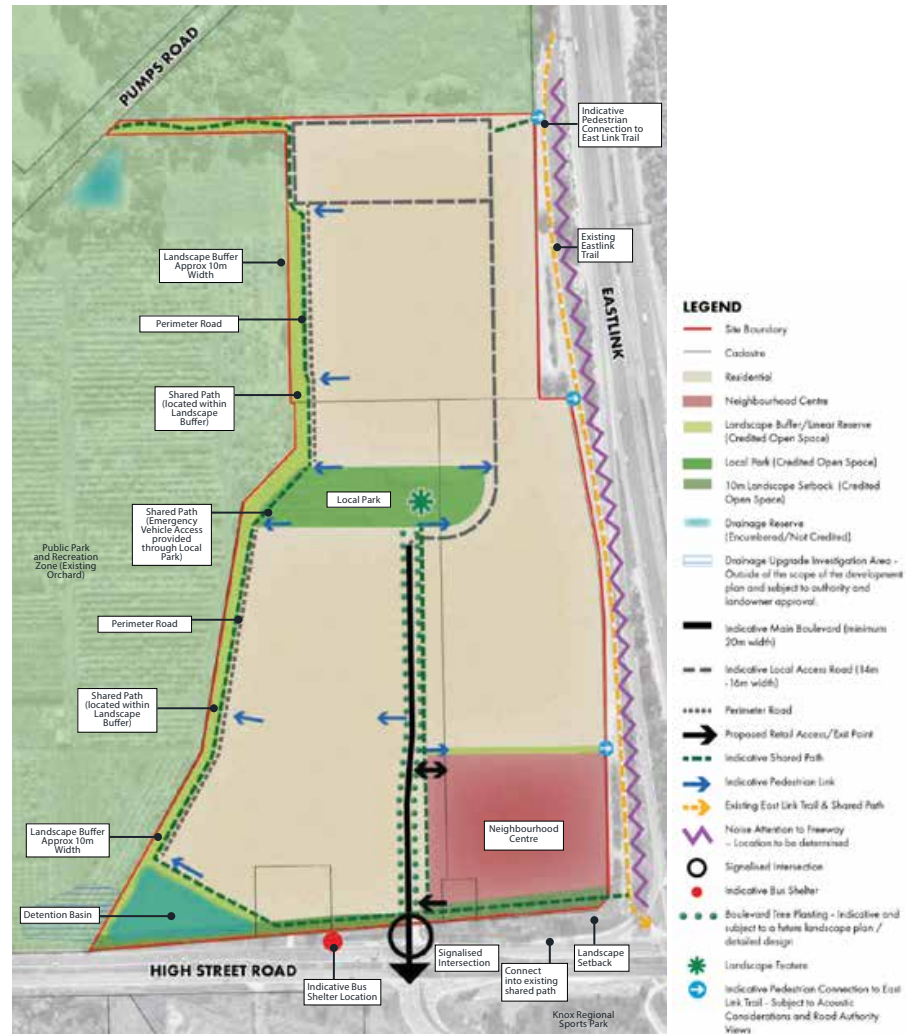 PUMPS ROAD
Indicative
Pedestrian
Connection to
East Link Trail
Existing
Eastlink
Trail
EASTLINK
Landscape Buffer
Approx 10m
Width
Perimeter Road
Shared Path
(located within
Landscape
Buffer)
Local Park
Shared Path
(Emergency
Vehicle Access
provided
through Local
Park)
Public Park
and Recreation
Zone (Existing
Orchard)
Perimeter Road
Shared Path
(located within
Landscape
Buffer)
Landscape Buffer
Approx 10m
Width
Neighbourhood
Centre
Detention Basin
HIGH STREET ROAD
Indicative Bus
Shelter Location
Signalised
Intersection
Connect
into existing
shared path
Landscape
Setback
Knox Regional
Sports Park
LEGEND
Site Boundary
Cadastre
Residential
Neighbourhood Centre
Landscape Buffer/Linear Reserve
(Credited Open Space)
Local Park (Credited Open Space)
10m Landscape Setback (Credited
Open Space)
Drainage Reserve
(Encumbered/Not Credited)
Drainage Upgrade Investigation Area -
Outside of the scope of the development
plan and subject to authority and
landowner approval.
Indicative Main Boulevard (minimum
20m width)
Indicative Local Access Road (14m
-16m width)
Perimeter Road
Proposed Retail Access/Exit Point
Indicative Shared Path
Indicative Pedestrian Link
Existing East Link Trail & Shared Path
Noise Attention to Freeway
– Location to be determined
Signalised Intersection
Indicative Bus Shelter
Boulevard Tree Planting - Indicative and
subject to a future landscape plan /
detailed design
Landscape Feature
Indicative Pedestrian Connection to East
Link Trail - Subject to Acoustic
Considerations and Road Authority
Views